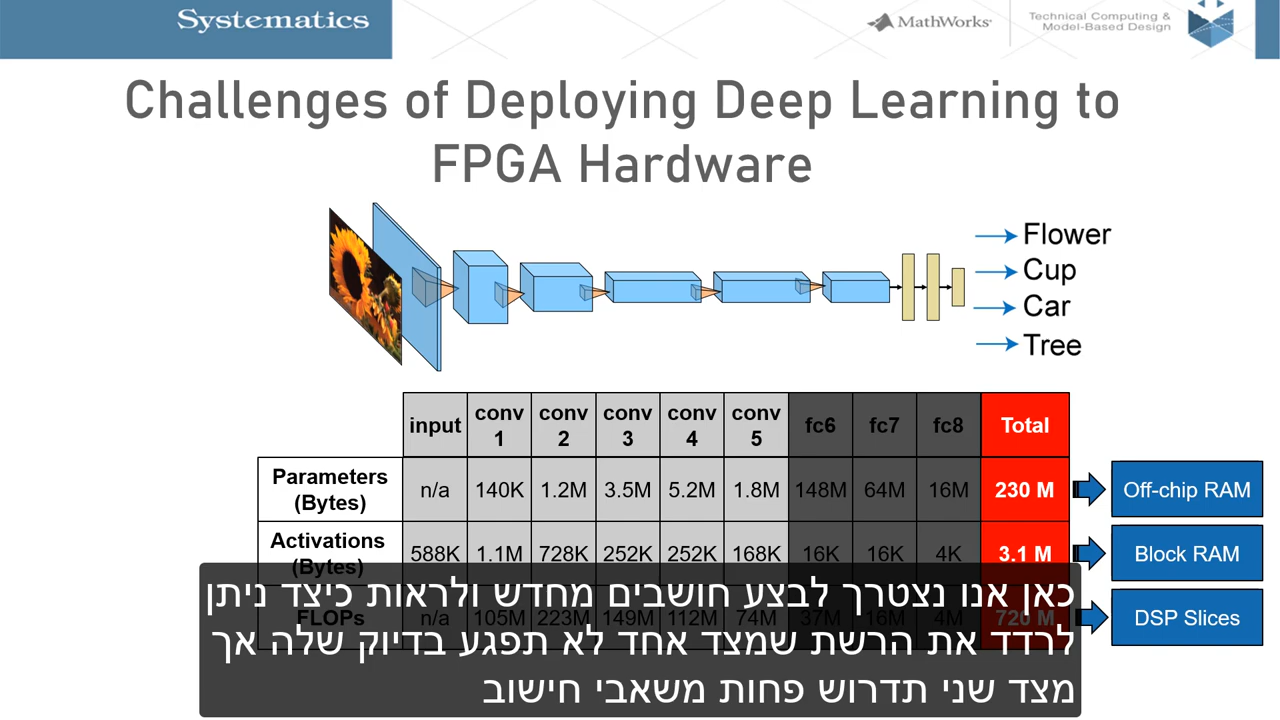 Systematics
MathWorks®
Technical Computing &
Model-Based Design
Challenges of Deploying Deep Learning to
FPGA Hardware
Flower
Cup
Car
Tree
input conv 1 conv 2 conv 3 conv 4 conv 5 fc6 fc7 fc8 Total
Parameters (Bytes) n/a 140K 1.2M 3.5M 5.2M 1.8M 148M 64M 16M 230 M Off-chip RAM
Activations (Bytes) 588K 1.1M 728K 252K 252K 168K 16K 16K 4K 3.1 M Block RAM
FLOPs n/a 105M 223M 149M 112M 74M 37M 16M 4M 720 M DSP Slices
כאן אנו נצטרך לבצע חושבים מחדש ולראות כיצד ניתן
לרדד את הרשת שמצד אחד לא תפגע בדיוק שלה אך
מצד שני תדרוש פחות משאבי חישוב